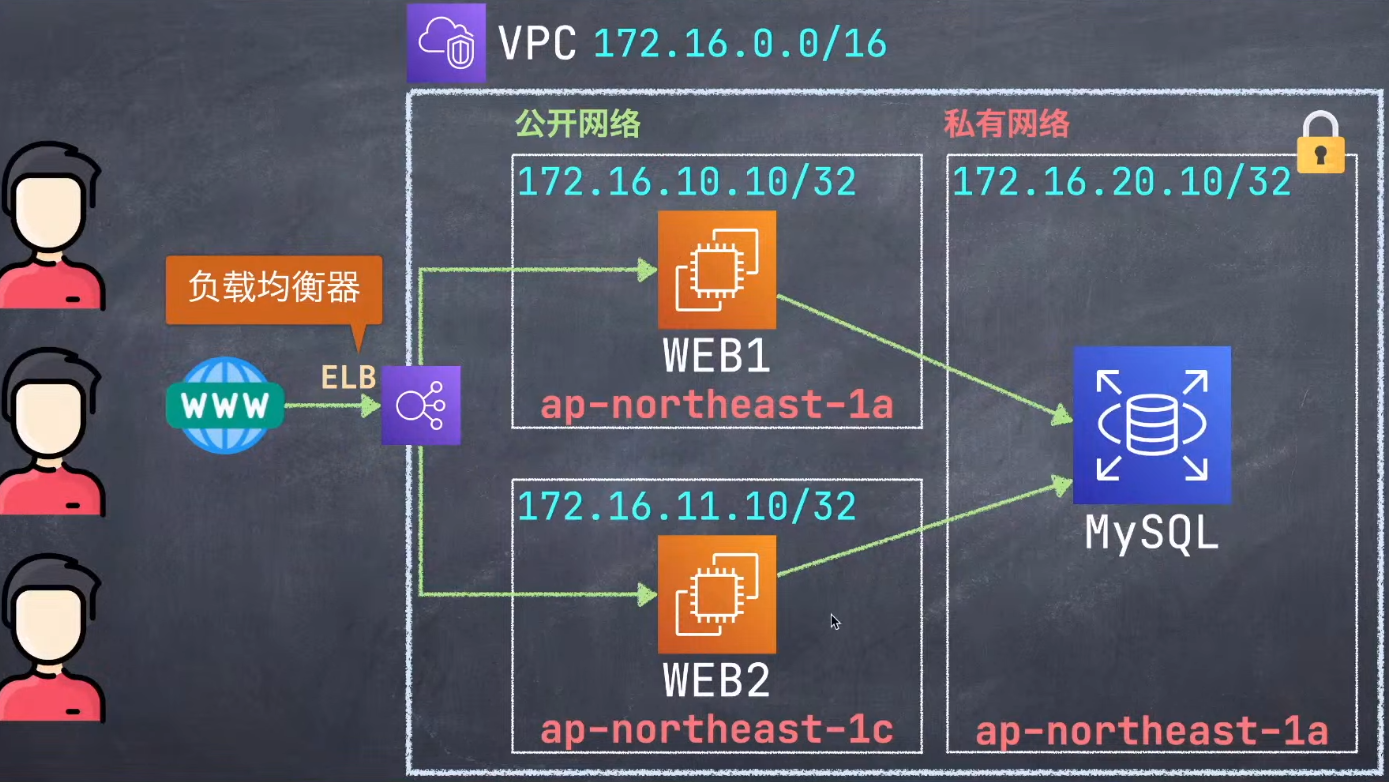 VPC 172.16.0.0/16
公开网络
私有网络
172.16.10.10/32
172.16.20.10/32
负载均衡器
WEB1
ELB
WWW
ap-northeast-1a
172.16.11.10/32
MySQL
WEB2
ap-northeast-1c
ap-northeast-1a